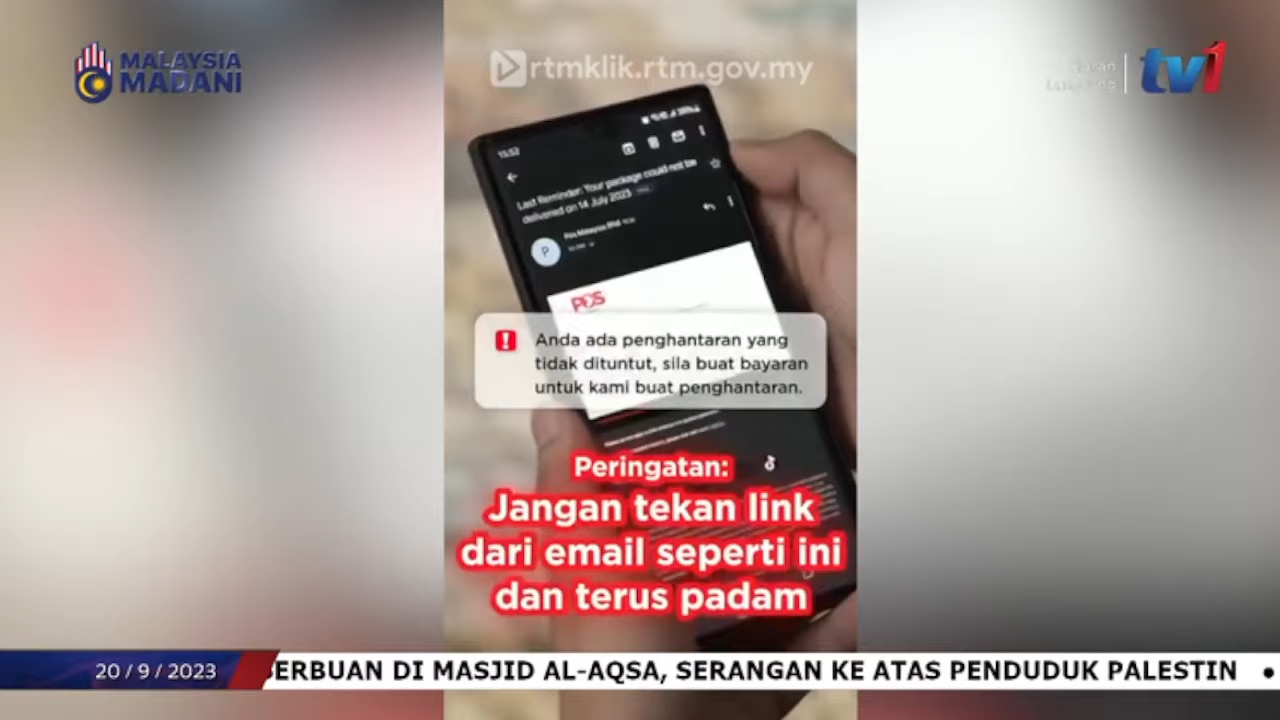 MALAYSIA
MADANI
rtmklik.rtm.gov.my
tv1
15:52
Last Reminder: Your package could not be
delivered on 14 July 2023
Pos Malaysia
P
POS
Anda ada penghantaran yang
tidak dituntut, sila buat bayaran
untuk kami buat penghantaran.
Peringatan:
Jangan tekan link
dari email seperti ini
dan terus padam
20 / 9 / 2023
ERBUAN DI MASJID AL-AQSA, SERANGAN KE ATAS PENDUDUK PALESTIN •